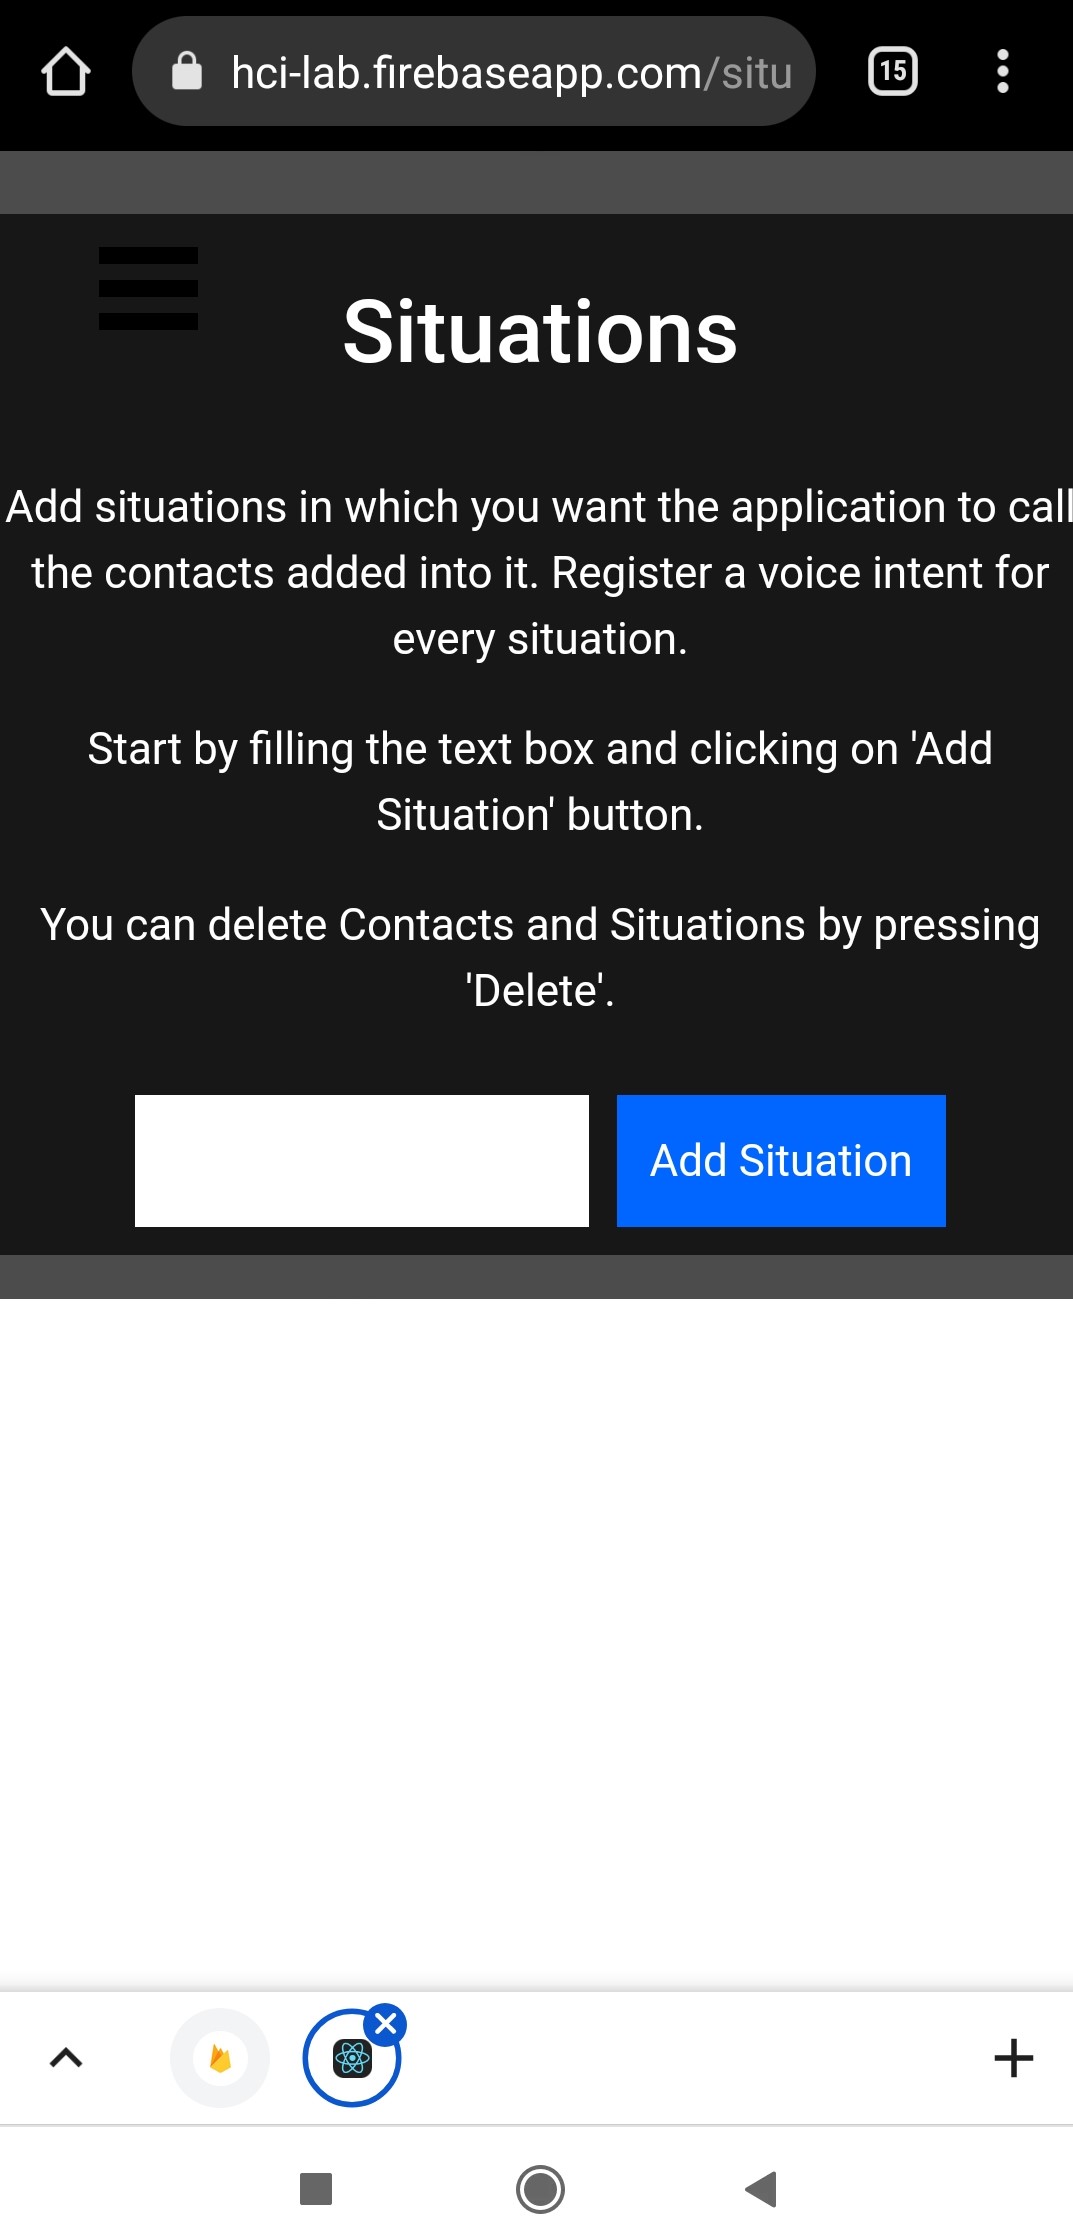 hci-lab.firebaseapp.com/situ
15
Situations
Add situations in which you want the application to call
the contacts added into it. Register a voice intent for
every situation.
Start by filling the text box and clicking on 'Add
Situation' button.
You can delete Contacts and Situations by pressing
'Delete'.
Add Situation